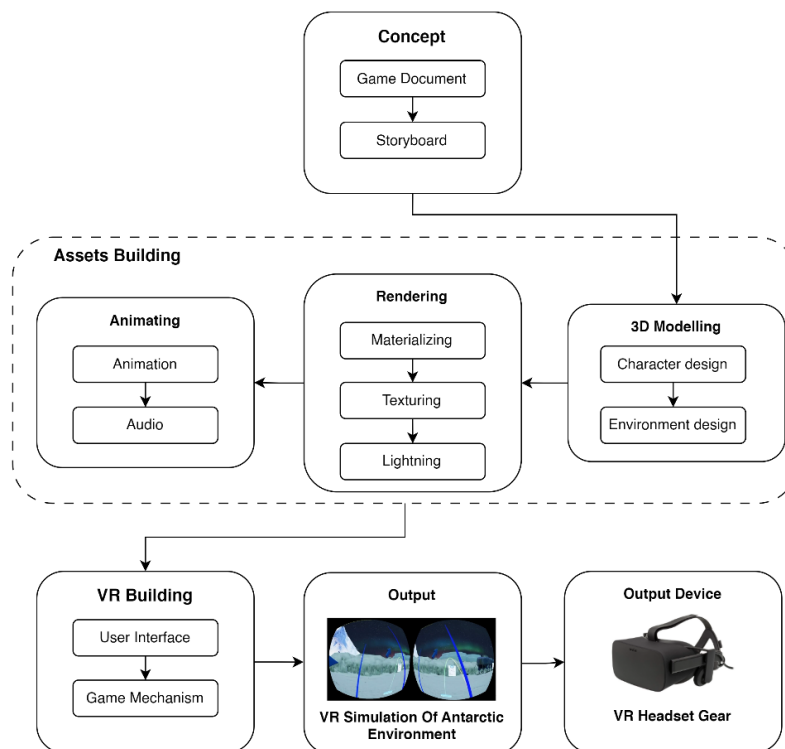 Concept
Game Document
Storyboard
Assets Building
Animating
Animation
Audio
Rendering
Materializing
Texturing
Lightning
3D Modelling
Character design
Environment design
VR Building
User Interface
Game Mechanism
Output
VR Simulation Of Antarctic
Environment
Output Device
VR Headset Gear